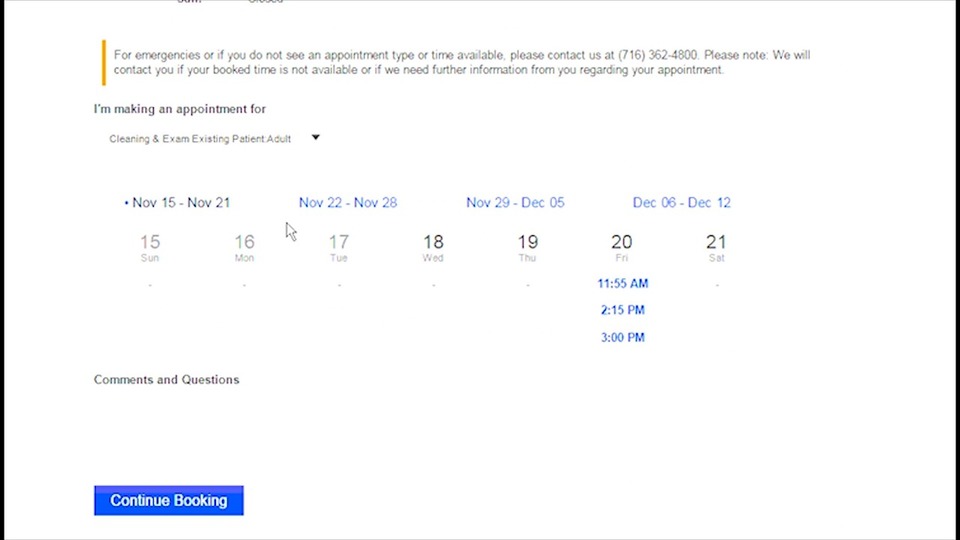 For emergencies or if you do not see an appointment type or time available, please contact us at (716) 362-4800. Please note: We will
contact you if your booked time is not available or if we need further information from you regarding your appointment.
I'm making an appointment for
Cleaning & Exam Existing Patient:Adult
• Nov 15 - Nov 21 Nov 22 - Nov 28 Nov 29 - Dec 05 Dec 06 - Dec 12
15 16 17 18 19 20 21
Sun Mon Tue Wed Thu Fri Sat
- - - - - 11:55 AM -
2:15 PM
3:00 PM
Comments and Questions
Continue Booking